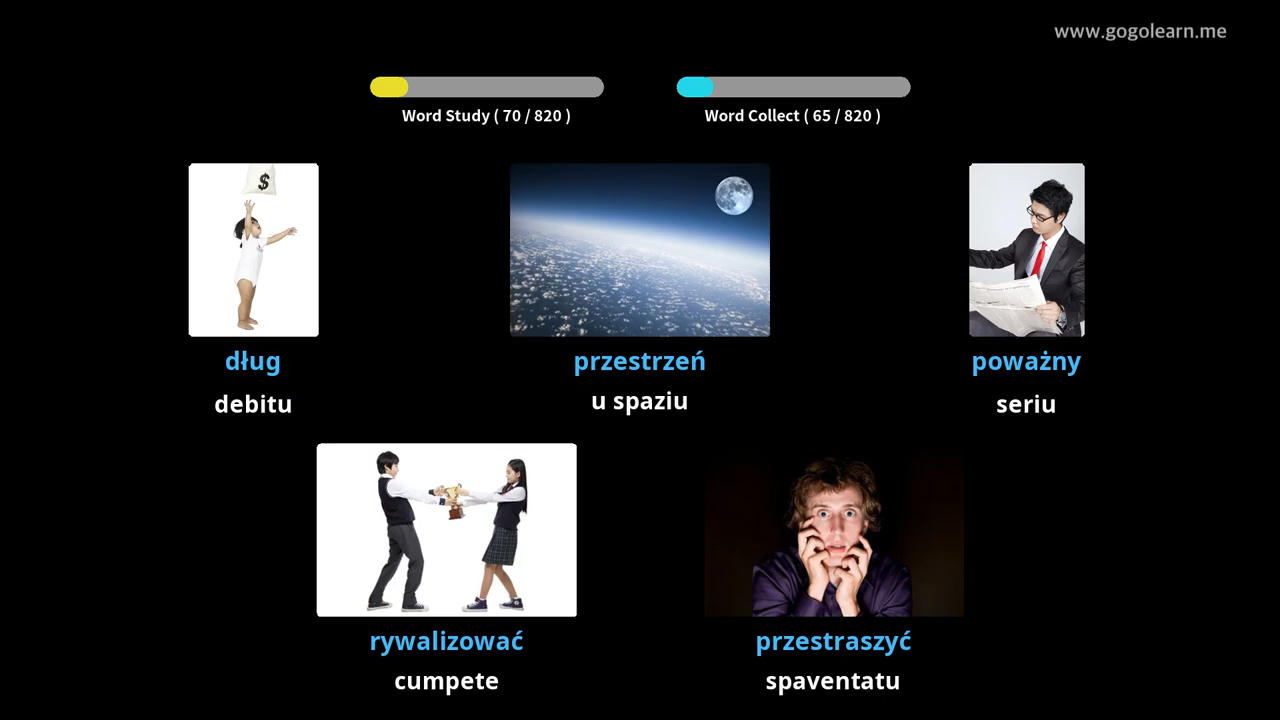 www.gogolearn.me
Word Study ( 70 / 820 )
Word Collect ( 65 / 820 )
$
dług
debitu
przestrzeń
u spaziu
poważny
seriu
rywalizować
cumpete
przestraszyć
spaventatu